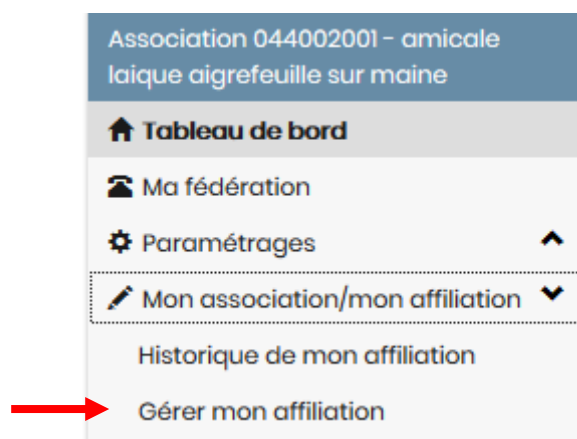 Association 044002001 - amicale
laique aigrefeuille sur maine
Tableau de bord
Ma fédération
Paramétrages
Mon association/mon affiliation
Historique de mon affiliation
Gérer mon affiliation